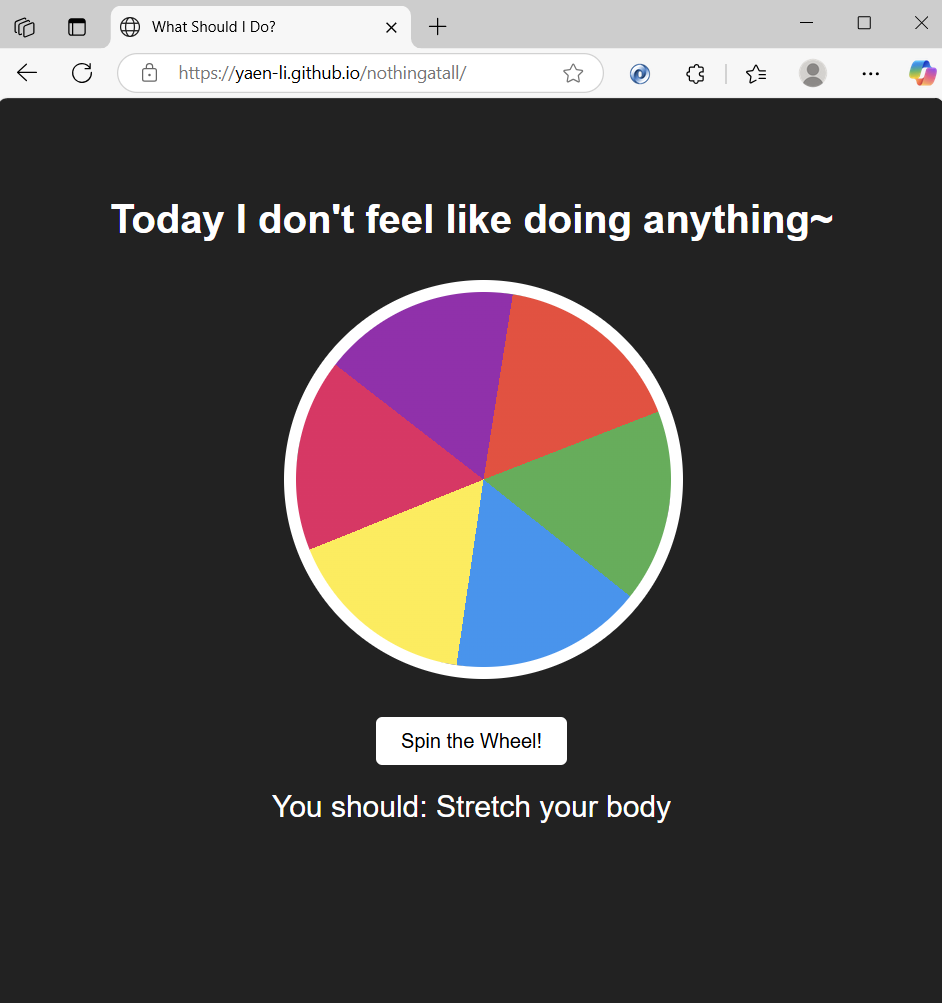 What Should I Do?
https://yaen-li.github.io/nothingatall/
Today I don't feel like doing anything~
Spin the Wheel!
You should: Stretch your body